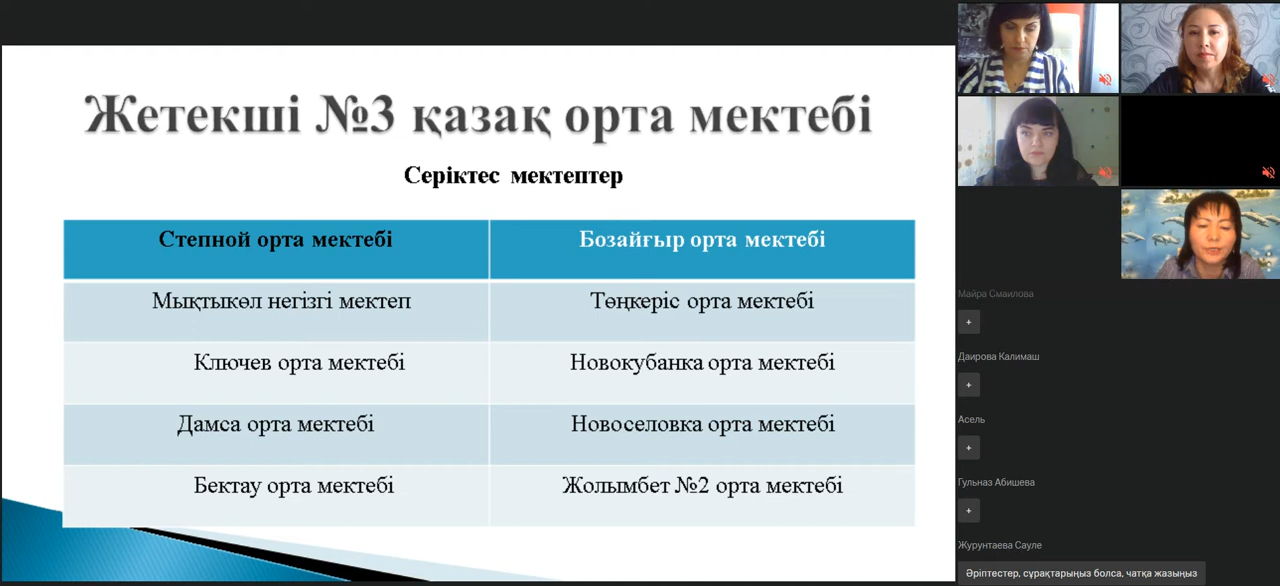 Жетекші №3 қазақ орта мектебі
Серіктес мектептер
Степной орта мектебі
Бозайғыр орта мектебі
Мықтыкөл негізгі мектеп
Төңкеріс орта мектебі
Ключев орта мектебі
Новокубанка орта мектебі
Дамса орта мектебі
Новоселовка орта мектебі
Бектау орта мектебі
Жолымбет №2 орта мектебі
Майра Смаилова
+
Даирова Калимаш
+
Асель
+
Гульназ Абишева
+
Журунтаева Сауле
Әріптестер, сұрақтарыңыз болса, чатқа жазыңыз